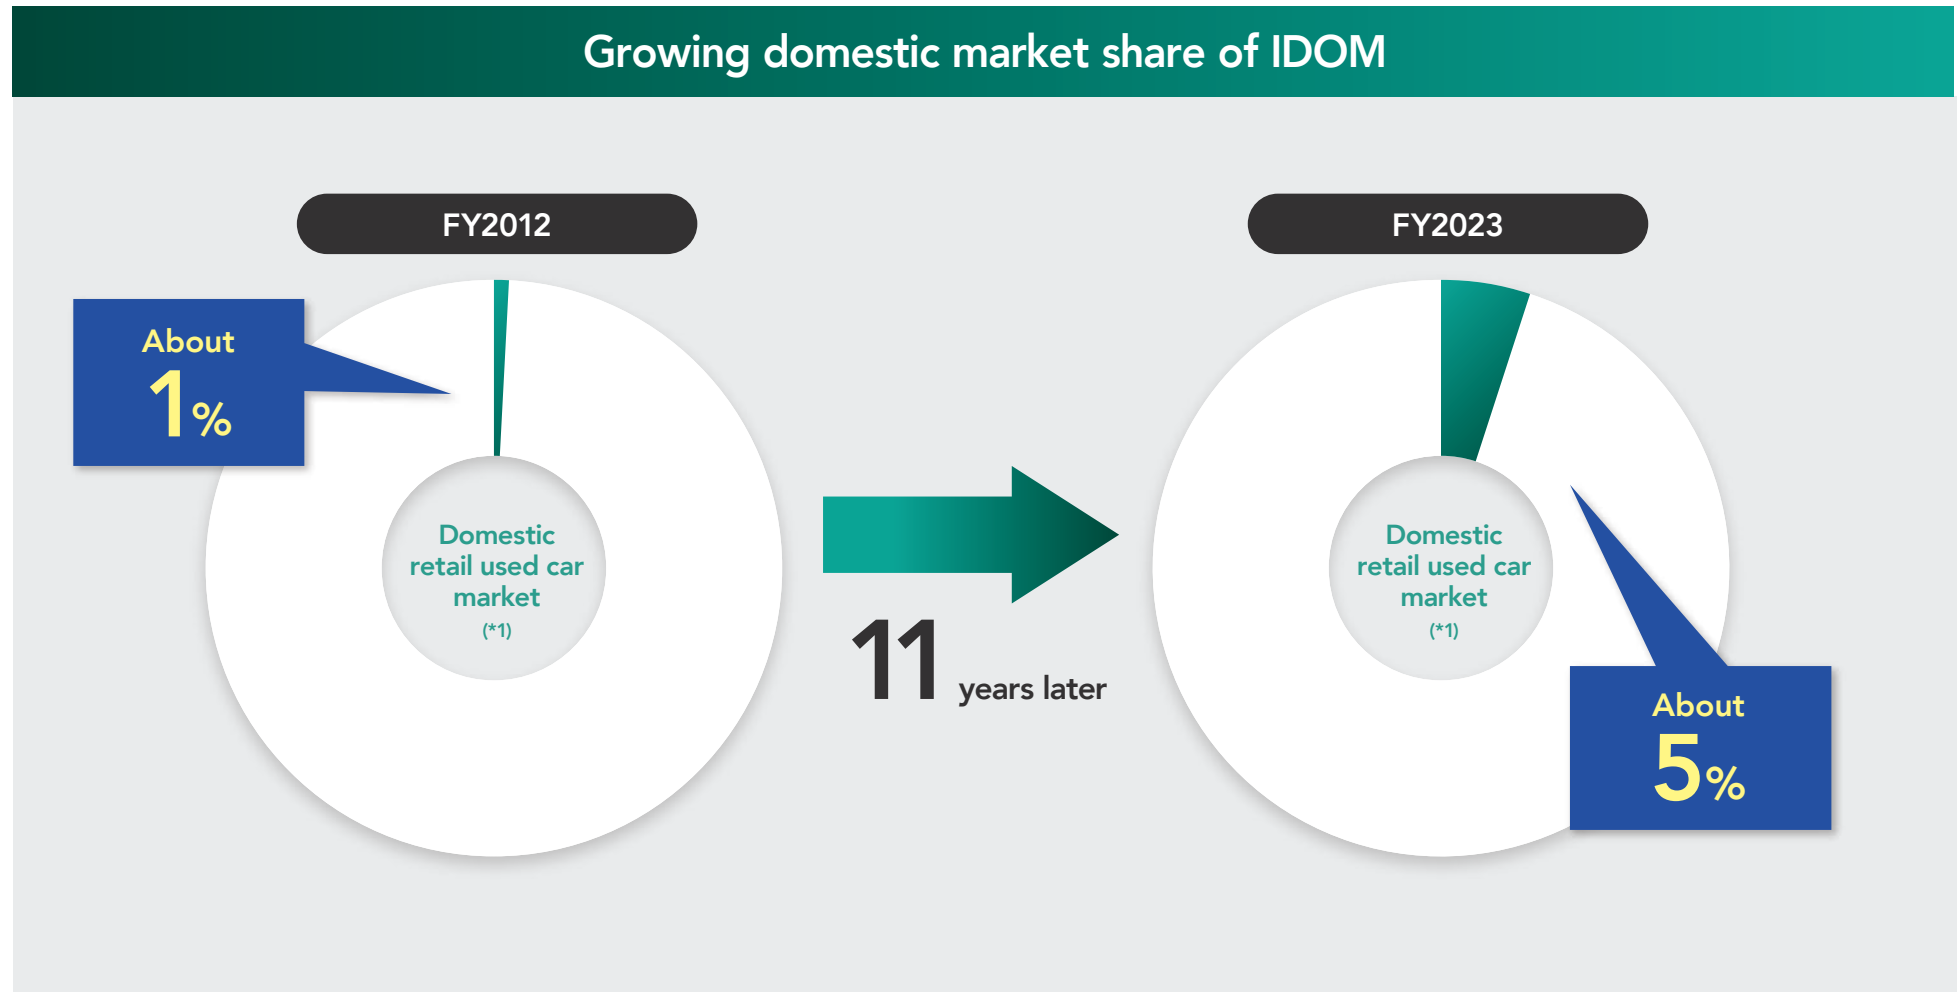 Growing domestic market share of IDOM
FY2012
About
1%
Domestic
retail used car
market
(*1)
11 years later
FY2023
Domestic
retail used car
market
(*1)
About
5%